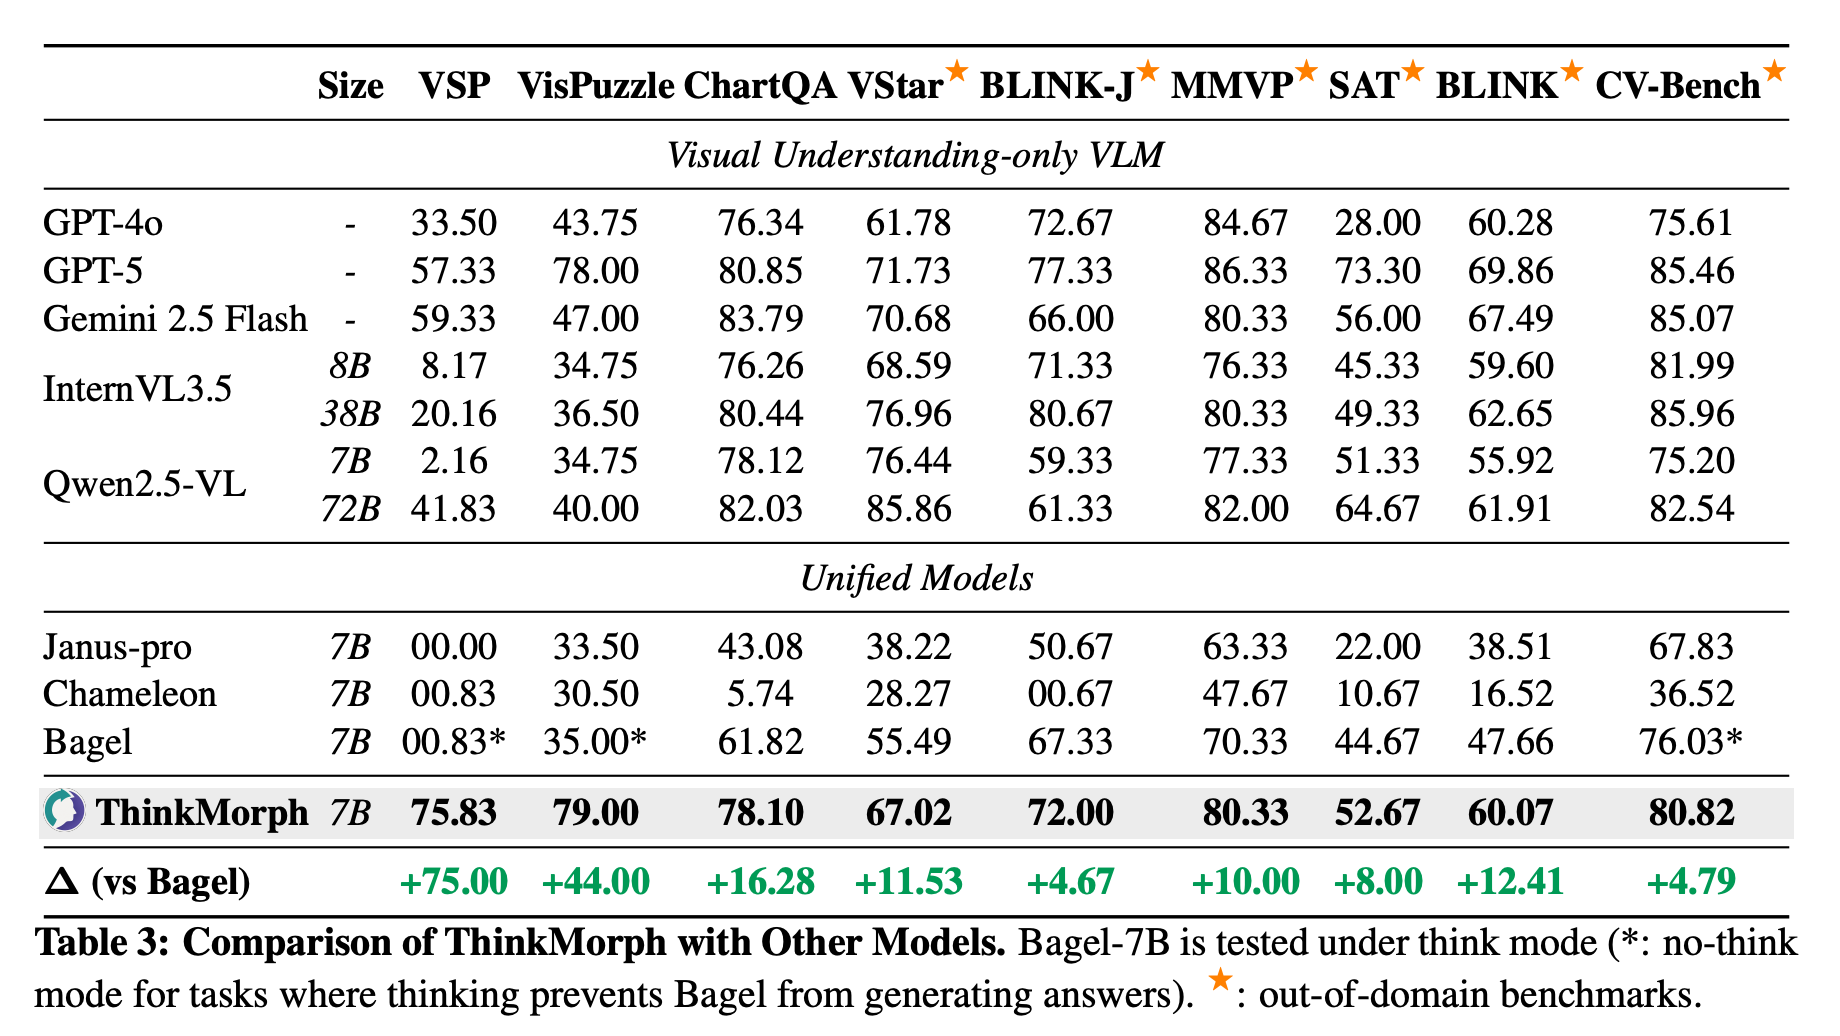 Size VSP VisPuzzle ChartQA VStar★ BLINK-J★ MMVP★ SAT★ BLINK★ CV-Bench★
Visual Understanding-only VLM
GPT-4o - 33.50 43.75 76.34 61.78 72.67 84.67 28.00 60.28 75.61
GPT-5 - 57.33 78.00 80.85 71.73 77.33 86.33 73.30 69.86 85.46
Gemini 2.5 Flash - 59.33 47.00 83.79 70.68 66.00 80.33 56.00 67.49 85.07
InternVL3.5
8B 8.17 34.75 76.26 68.59 71.33 76.33 45.33 59.60 81.99
38B 20.16 36.50 80.44 76.96 80.67 80.33 49.33 62.65 85.96
Qwen2.5-VL
7B 2.16 34.75 78.12 76.44 59.33 77.33 51.33 55.92 75.20
72B 41.83 40.00 82.03 85.86 61.33 82.00 64.67 61.91 82.54
Unified Models
Janus-pro 7B 00.00 33.50 43.08 38.22 50.67 63.33 22.00 38.51 67.83
Chameleon 7B 00.83 30.50 5.74 28.27 00.67 47.67 10.67 16.52 36.52
Bagel 7B 00.83* 35.00* 61.82 55.49 67.33 70.33 44.67 47.66 76.03*
ThinkMorph 7B 75.83 79.00 78.10 67.02 72.00 80.33 52.67 60.07 80.82
Δ (vs Bagel) +75.00 +44.00 +16.28 +11.53 +4.67 +10.00 +8.00 +12.41 +4.79
Table 3: Comparison of ThinkMorph with Other Models. Bagel-7B is tested under think mode (*: no-think
mode for tasks where thinking prevents Bagel from generating answers). ★: out-of-domain benchmarks.